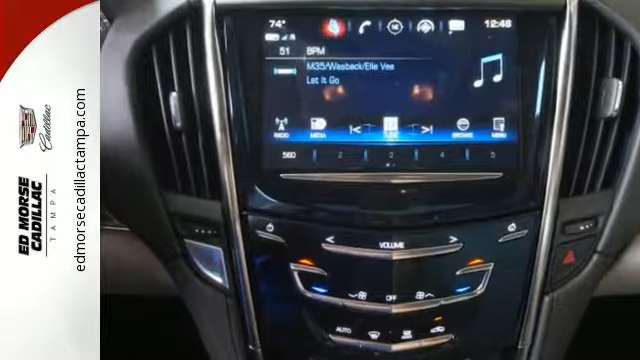 ED MORSE
CADILLAC
TAMPA
Cadillac
edmorsecadillactampa.com
74° 12:48
51 BPM
M35/Wasback/Elle Vee
Let It Go
RADIO MEDIA BROWSE MENU
560 2 3 4 5
VOLUME
OFF
AUTO